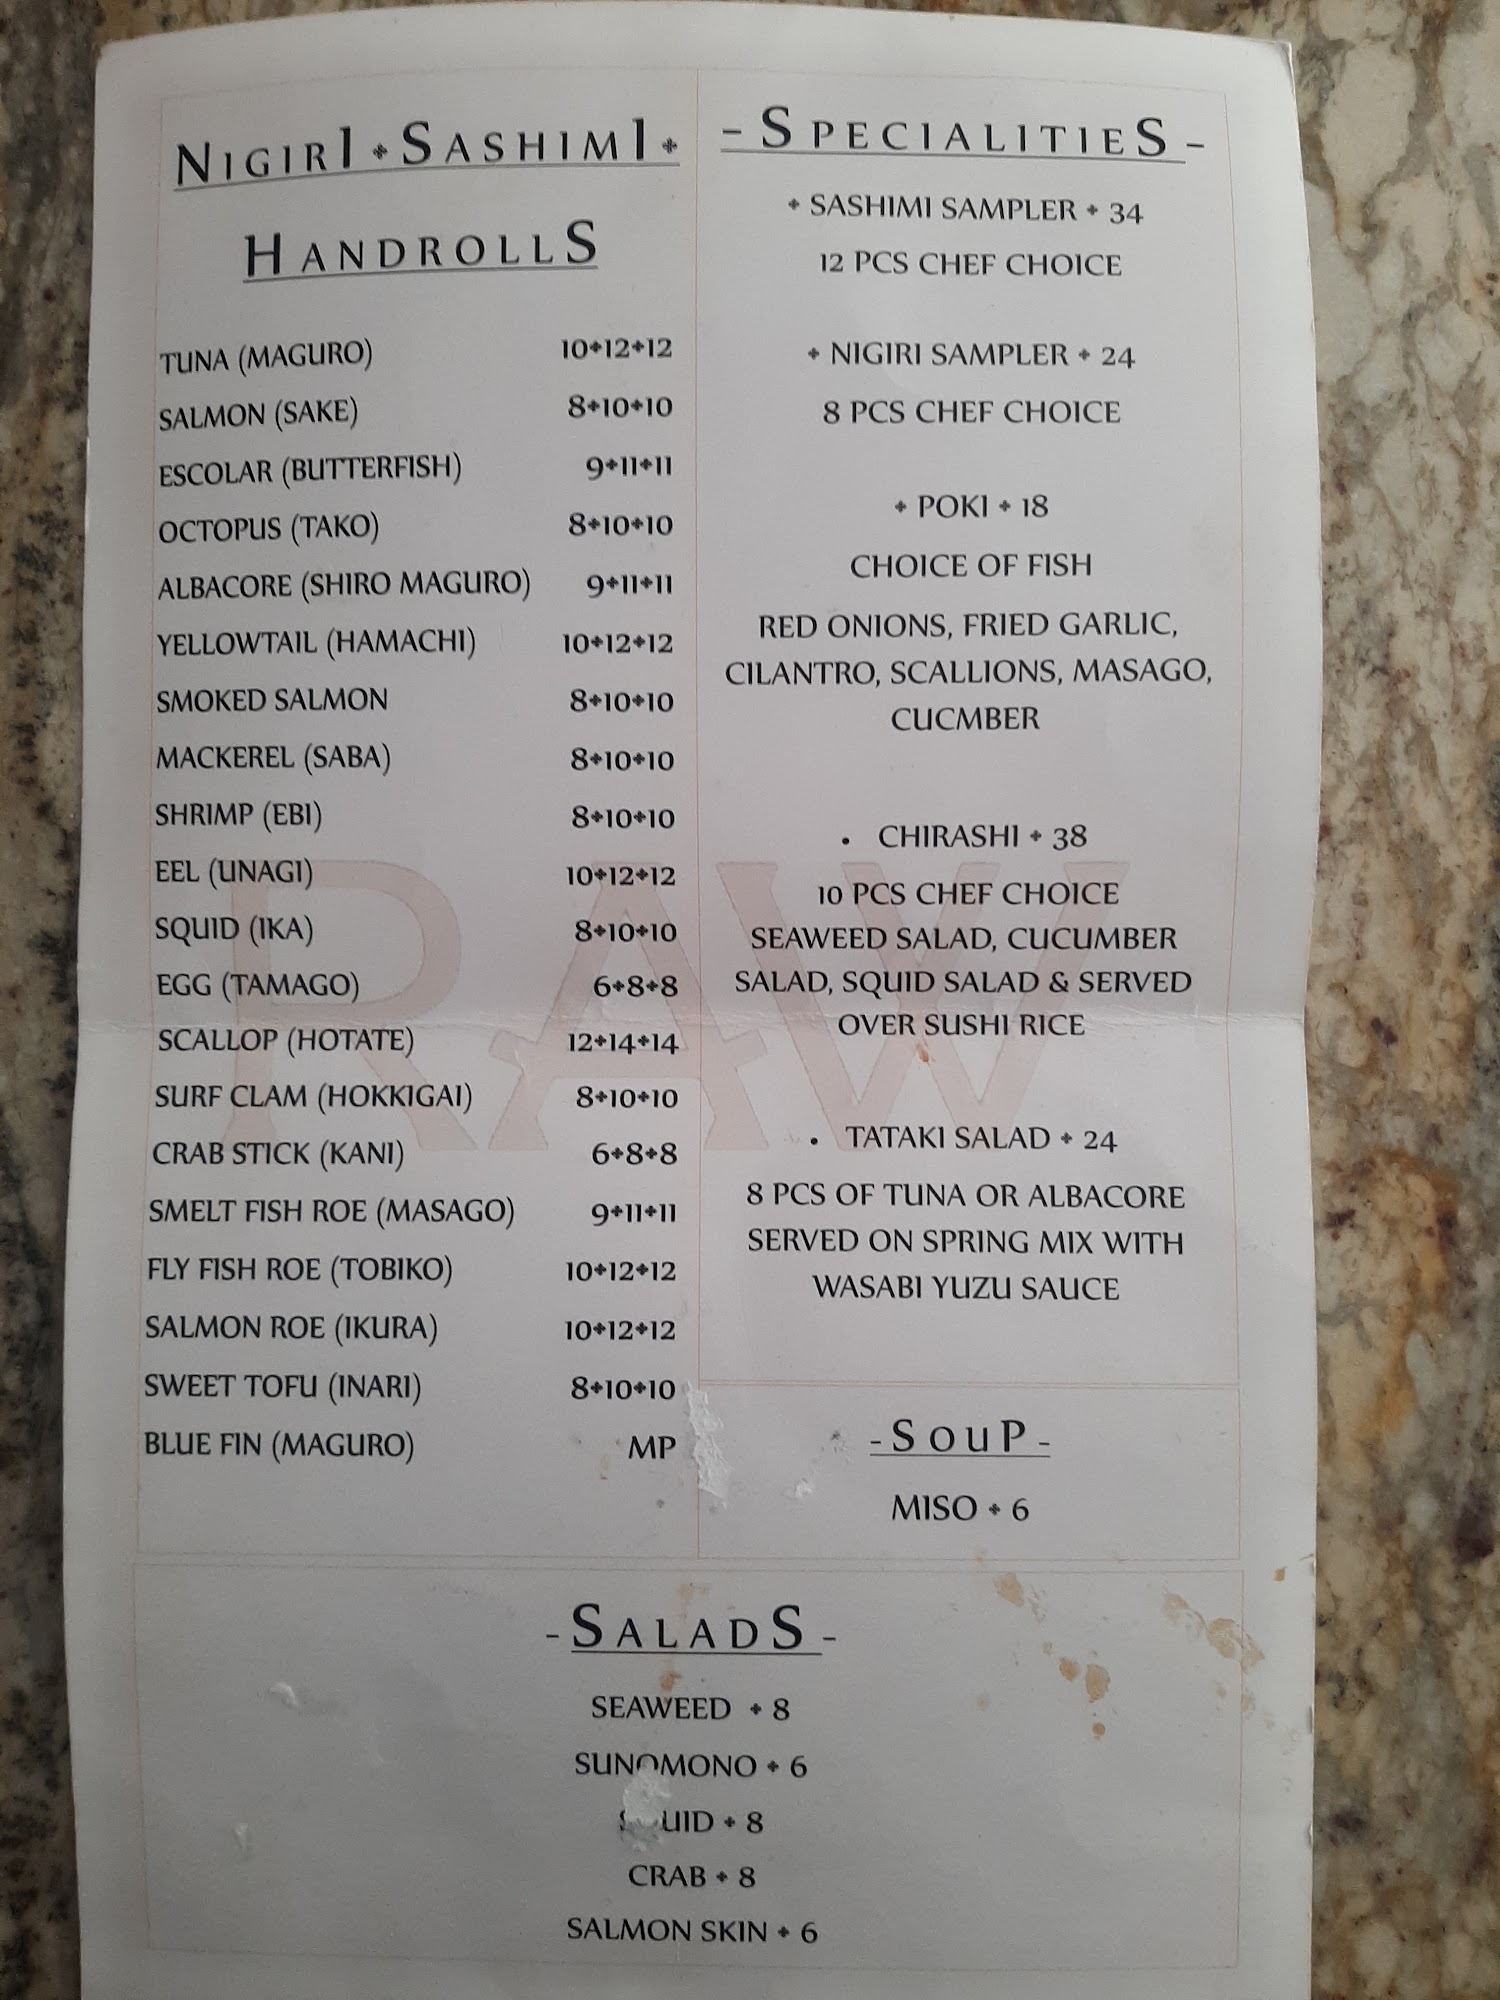 NIGIRI • SASHIMI •
HANDROLLS
TUNA (MAGURO) 10•12•12
SALMON (SAKE) 8•10•10
ESCOLAR (BUTTERFISH) 9•11•11
OCTOPUS (TAKO) 8•10•10
ALBACORE (SHIRO MAGURO) 9•11•11
YELLOWTAIL (HAMACHI) 10•12•12
SMOKED SALMON 8•10•10
MACKEREL (SABA) 8•10•10
SHRIMP (EBI) 8•10•10
EEL (UNAGI) 10•12•12
SQUID (IKA) 8•10•10
EGG (TAMAGO) 6•8•8
SCALLOP (HOTATE) 12•14•14
SURF CLAM (HOKKIGAI) 8•10•10
CRAB STICK (KANI) 6•8•8
SMELT FISH ROE (MASAGO) 9•11•11
FLY FISH ROE (TOBIKO) 10•12•12
SALMON ROE (IKURA) 10•12•12
SWEET TOFU (INARI) 8•10•10
BLUE FIN (MAGURO) MP
RAW
-SPECIALITIES-
• SASHIMI SAMPLER • 34
12 PCS CHEF CHOICE
• NIGIRI SAMPLER • 24
8 PCS CHEF CHOICE
• POKI • 18
CHOICE OF FISH
RED ONIONS, FRIED GARLIC,
CILANTRO, SCALLIONS, MASAGO,
CUCMBER
• CHIRASHI • 38
10 PCS CHEF CHOICE
SEAWEED SALAD, CUCUMBER
SALAD, SQUID SALAD & SERVED
OVER SUSHI RICE
• TATAKI SALAD • 24
8 PCS OF TUNA OR ALBACORE
SERVED ON SPRING MIX WITH
WASABI YUZU SAUCE
-SOUP-
MISO • 6
-SALADS-
SEAWEED • 8
SUNOMONO • 6
SQUID • 8
CRAB • 8
SALMON SKIN • 6